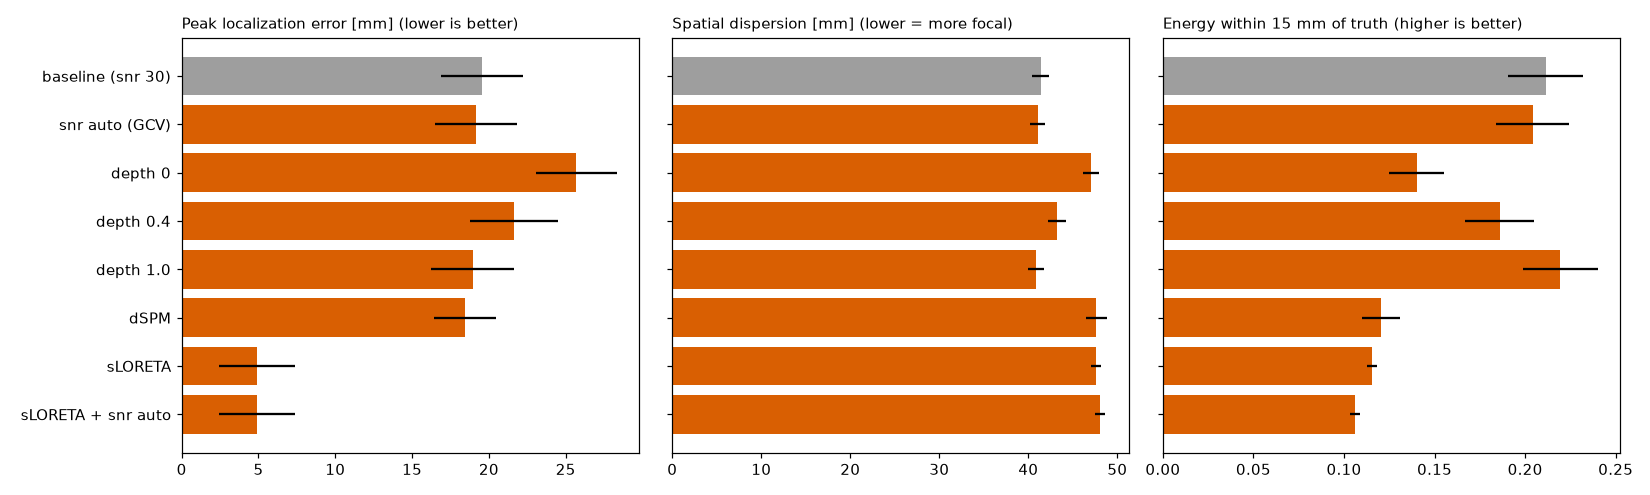 Peak localization error [mm] (lower is better)
Spatial dispersion [mm] (lower = more focal)
Energy within 15 mm of truth (higher is better)
baseline (snr 30)
snr auto (GCV)
depth 0
depth 0.4
depth 1.0
dSPM
sLORETA
sLORETA + snr auto
0 5 10 15 20 25
0 10 20 30 40 50
0.00 0.05 0.10 0.15 0.20 0.25